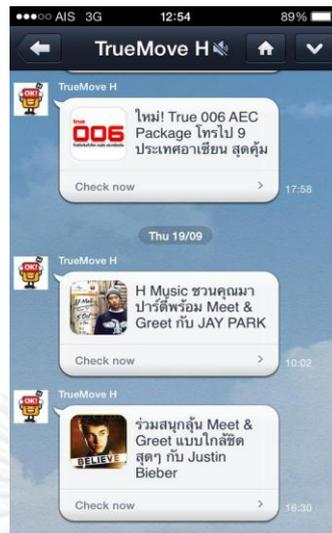 AIS 3G 12:54 89%
TrueMove H
TrueMove H
OK!
true
006
ใหม่! True 006 AEC
Package โทรไป 9
ประเทศอาเซียน สุดคุ้ม
Check now
17:58
Thu 19/09
TrueMove H
OK!
H Music ชวนคุณมา
ปาร์ตี้พร้อม Meet &
Greet กับ JAY PARK
Check now
10:02
TrueMove H
OK!
BELIEVE
ร่วมสนุกลุ้น Meet &
Greet แบบใกล้ชิด
สุดๆ กับ Justin
Bieber
Check now
16:30